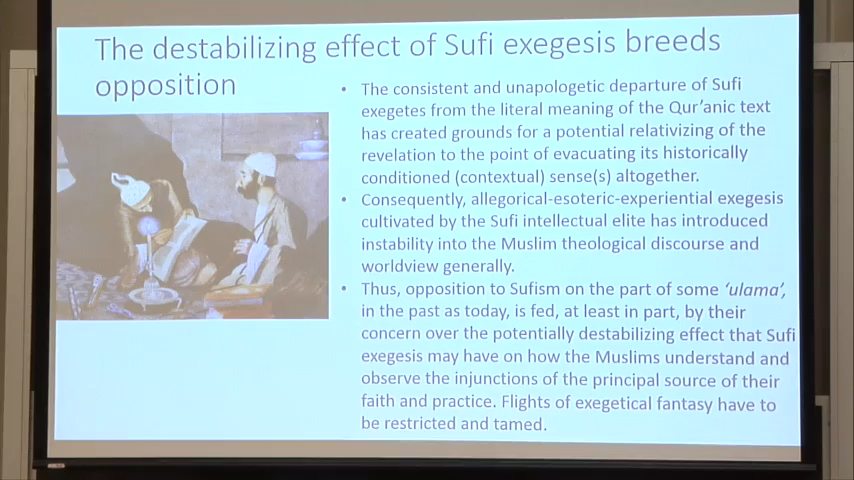 The destabilizing effect of Sufi exegesis breeds
opposition
• The consistent and unapologetic departure of Sufi
exegetes from the literal meaning of the Qur'anic text
has created grounds for a potential relativizing of the
revelation to the point of evacuating its historically
conditioned (contextual) sense(s) altogether.
• Consequently, allegorical-esoteric-experiential exegesis
cultivated by the Sufi intellectual elite has introduced
instability into the Muslim theological discourse and
worldview generally.
• Thus, opposition to Sufism on the part of some 'ulama',
in the past as today, is fed, at least in part, by their
concern over the potentially destabilizing effect that Sufi
exegesis may have on how the Muslims understand and
observe the injunctions of the principal source of their
faith and practice. Flights of exegetical fantasy have to
be restricted and tamed.